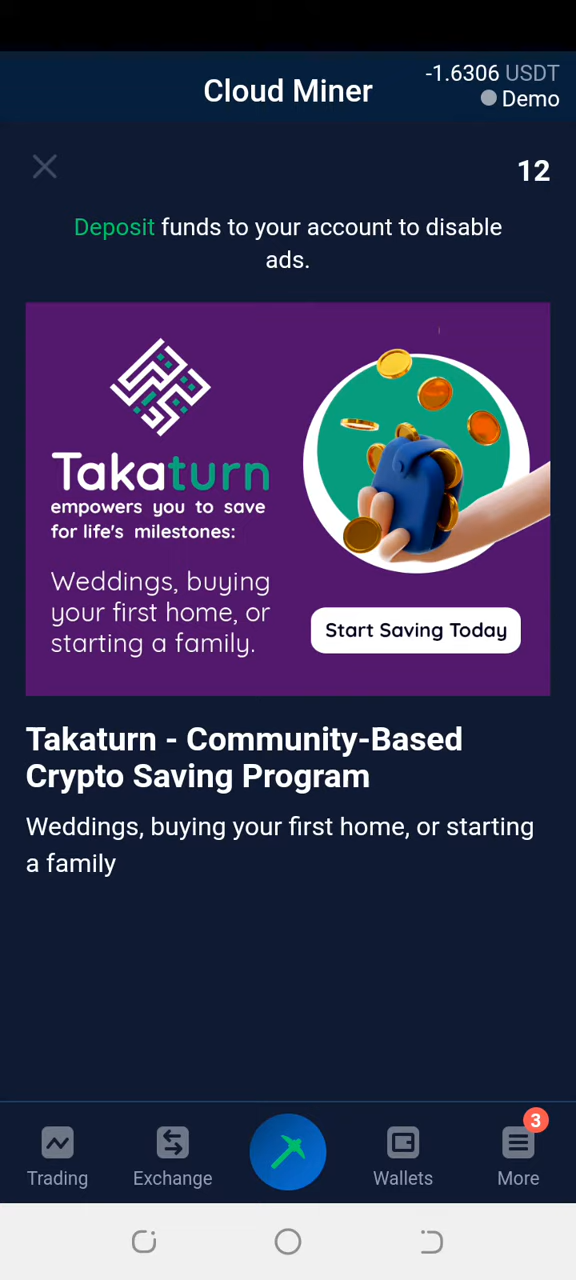 Cloud Miner
-1.6306 USDT
Demo
12
Deposit funds to your account to disable
ads.
Takaturn
empowers you to save
for life's milestones:
Weddings, buying
your first home, or
starting a family.
Start Saving Today
Takaturn - Community-Based
Crypto Saving Program
Weddings, buying your first home, or starting
a family
3
Trading
Exchange
Wallets
More